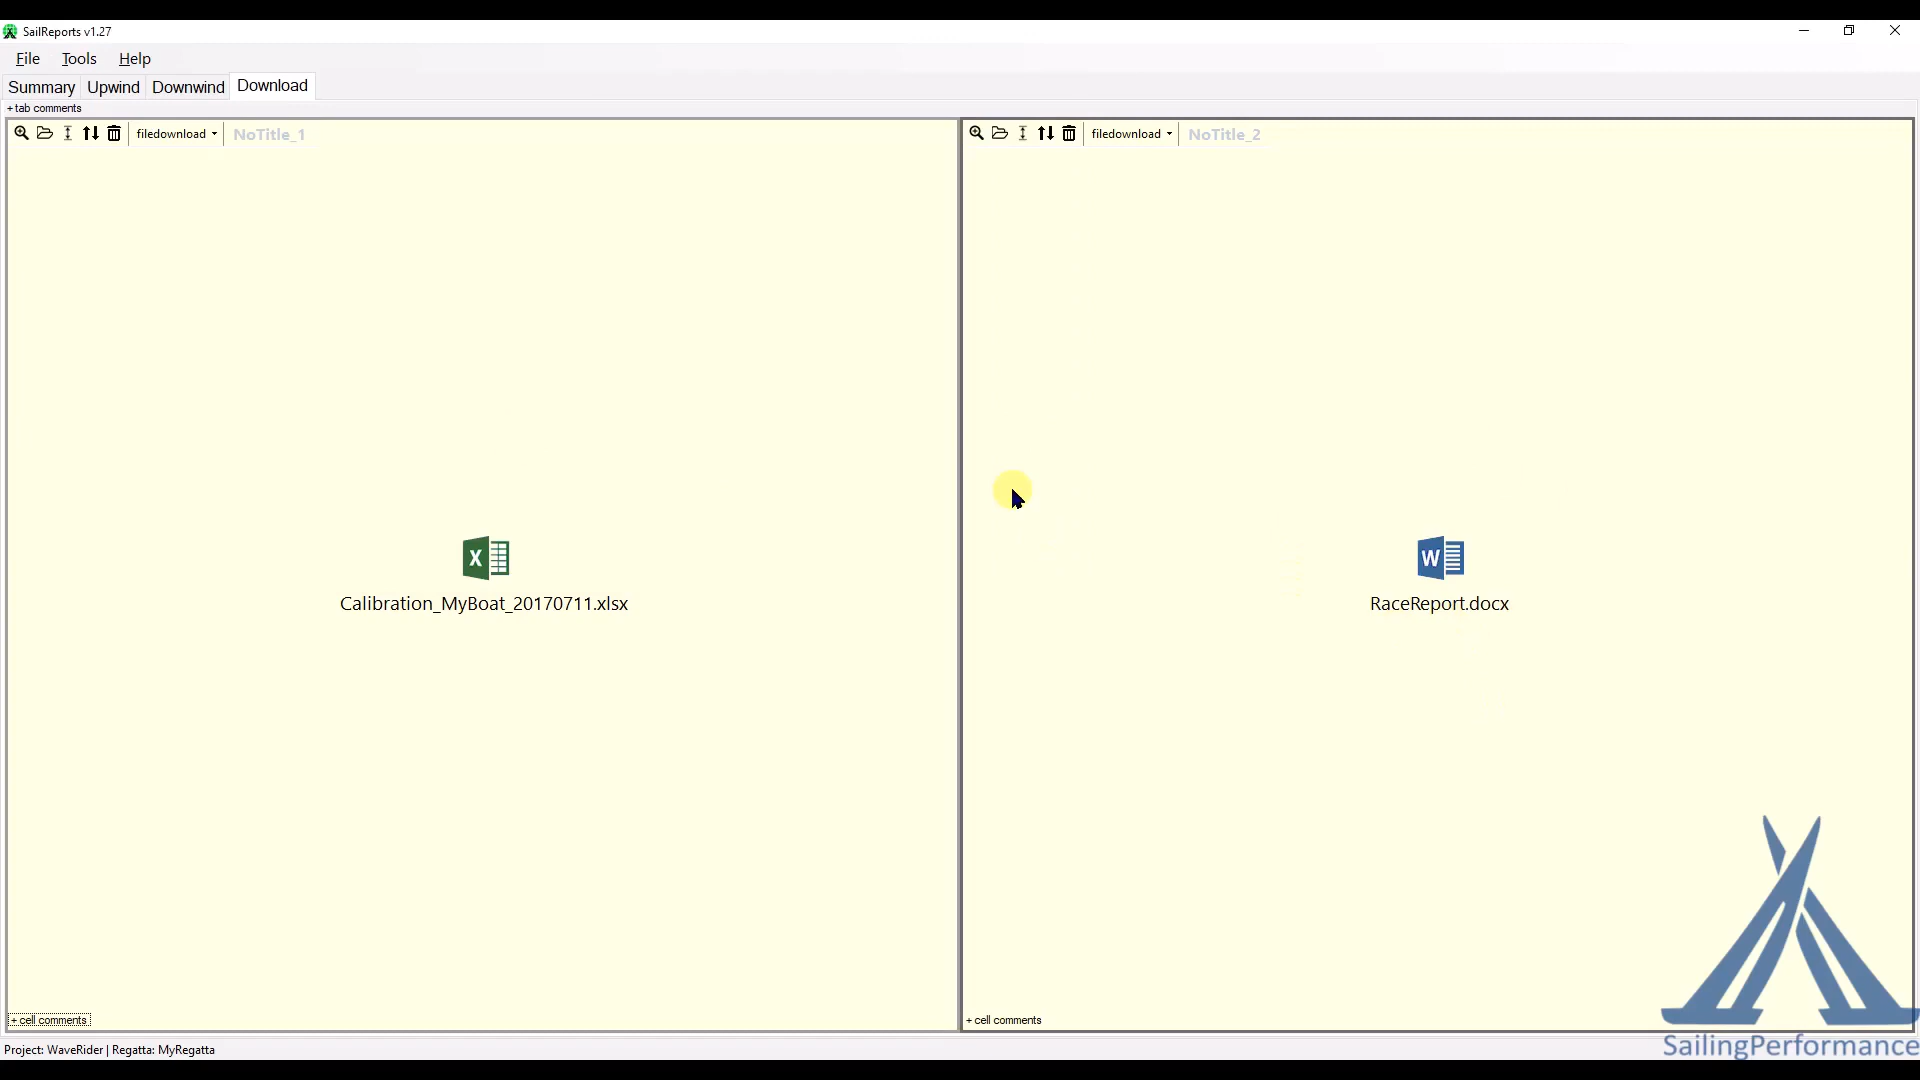 SailReports v1.27
File Tools Help
Summary Upwind Downwind Download
+ tab comments
filedownload NoTitle_1
filedownload NoTitle_2
X
Calibration_MyBoat_20170711.xlsx
W
RaceReport.docx
+ cell comments
+ cell comments
Project: WaveRider | Regatta: MyRegatta
SailingPerformance